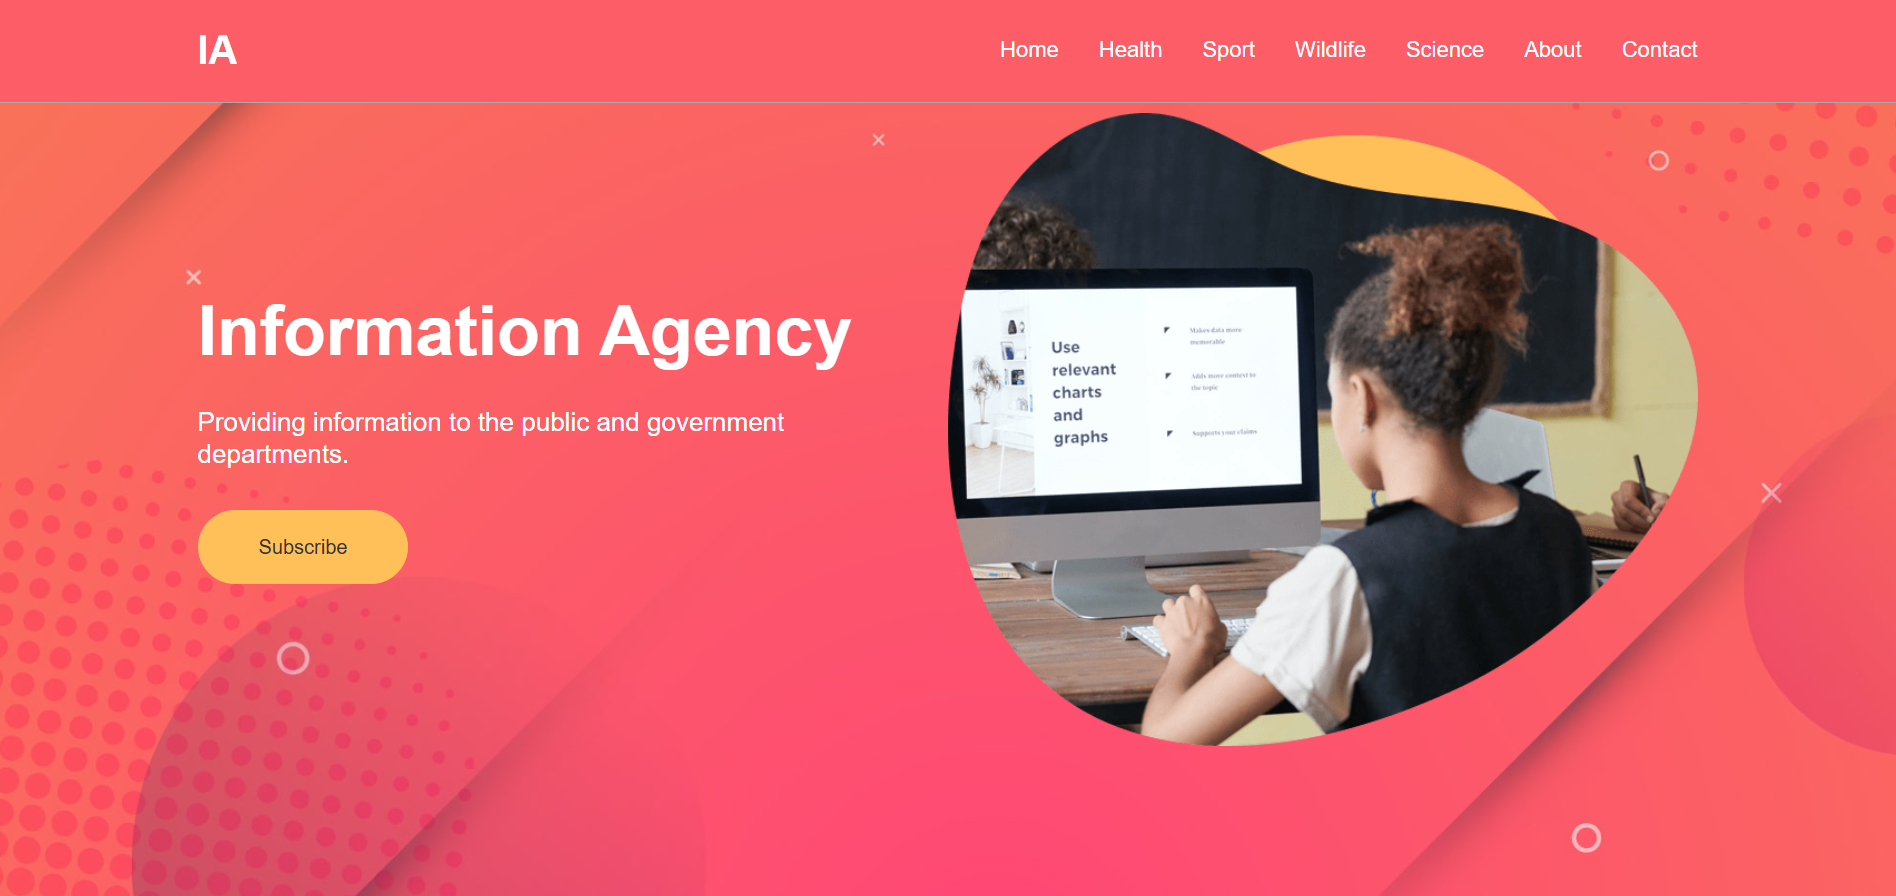 IA
Home Health Sport Wildlife Science About Contact
Information Agency
Providing information to the public and government
departments.
Subscribe
Use
relevant
charts
and
graphs
Makes data more
memorable
Adds more context to
the topic
Supports your claims